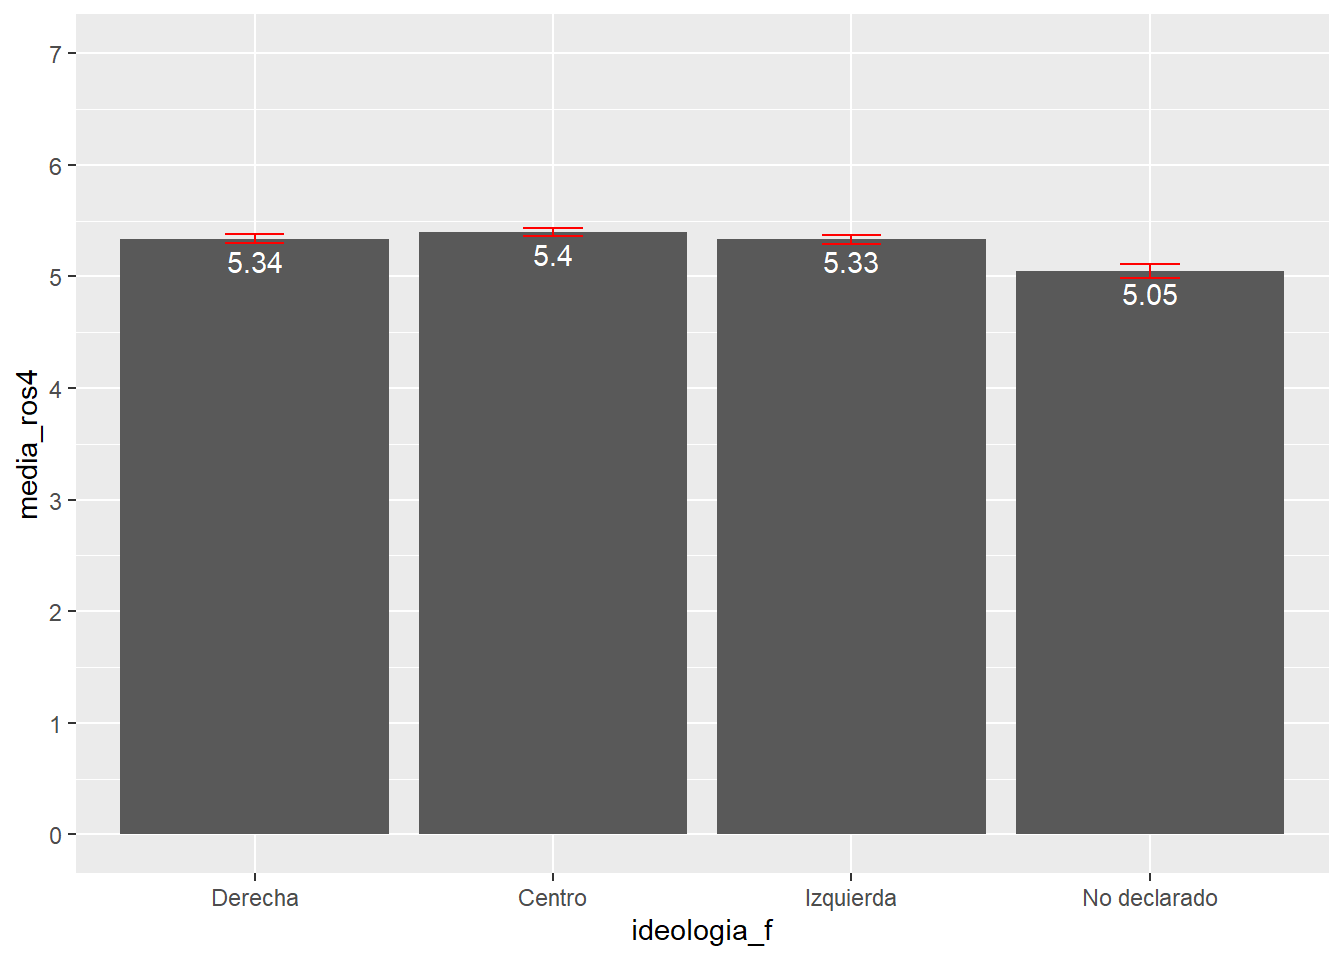 media_ros4
7
6
5
4
3
2
1
0
5.34
5.4
5.33
5.05
Derecha
Centro
Izquierda
No declarado
ideologia_f